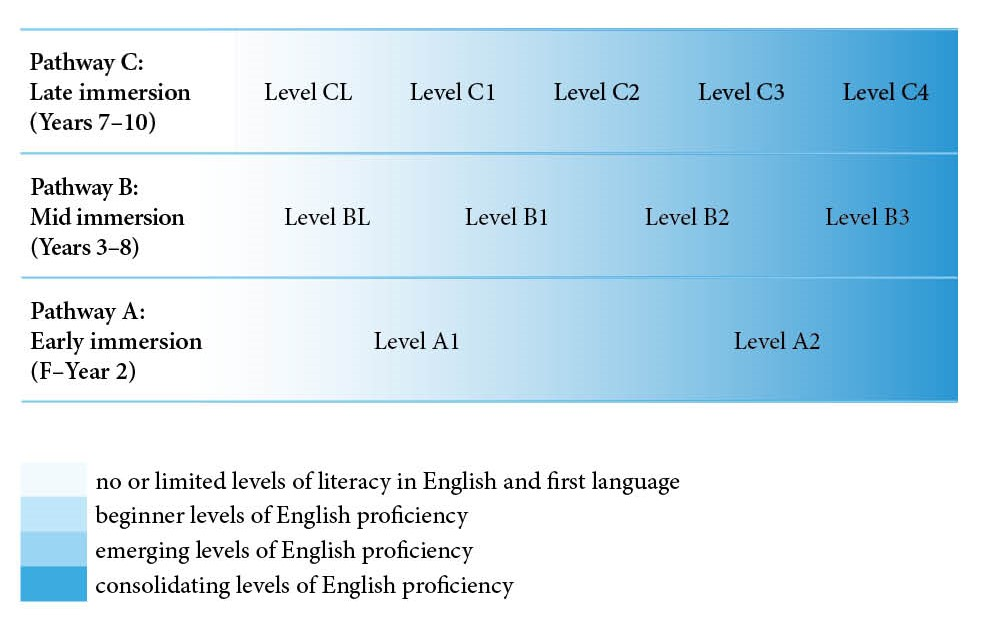 Pathway C:
Late immersion
(Years 7–10)
Level CL
Level C1
Level C2
Level C3
Level C4
Pathway B:
Mid immersion
(Years 3–8)
Level BL
Level B1
Level B2
Level B3
Pathway A:
Early immersion
(F–Year 2)
Level A1
Level A2
no or limited levels of literacy in English and first language
beginner levels of English proficiency
emerging levels of English proficiency
consolidating levels of English proficiency